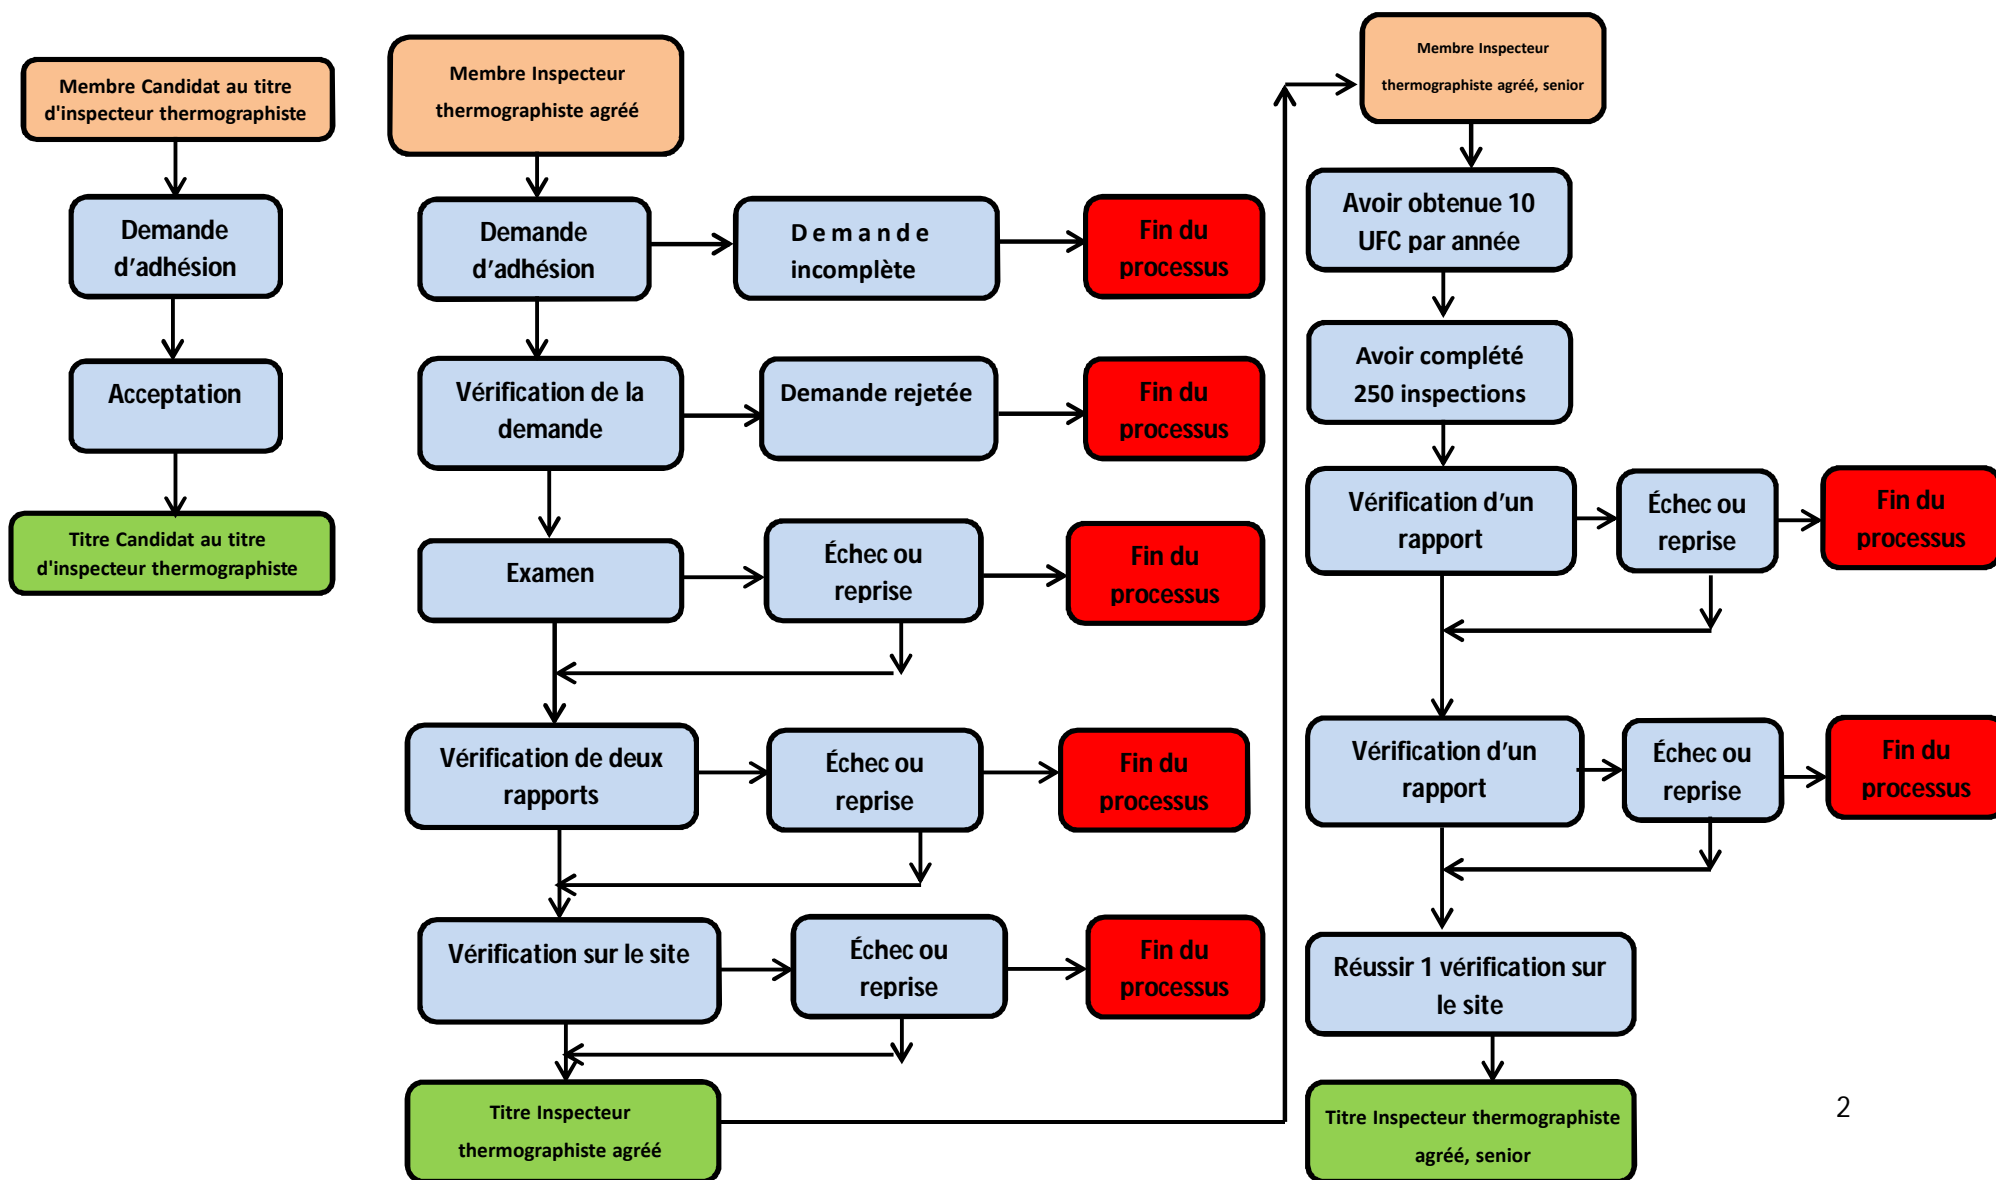 Membre Candidat au titre
d'inspecteur thermographiste
Demande
d’adhésion
Acceptation
Titre Candidat au titre
d'inspecteur thermographiste
Membre Inspecteur
thermographiste agréé
Demande
d’adhésion
Demande
incomplète
Fin du
processus
Vérification de la
demande
Demande rejetée
Fin du
processus
Examen
Échec ou
reprise
Fin du
processus
Vérification de deux
rapports
Échec ou
reprise
Fin du
processus
Vérification sur le site
Échec ou
reprise
Fin du
processus
Titre Inspecteur
thermographiste agréé
Membre Inspecteur
thermographiste agréé, senior
Avoir obtenue 10
UFC par année
Avoir complété
250 inspections
Vérification d’un
rapport
Échec ou
reprise
Fin du
processus
Vérification d’un
rapport
Échec ou
reprise
Fin du
processus
Réussir 1 vérification sur
le site
Titre Inspecteur thermographiste
agréé, senior
2